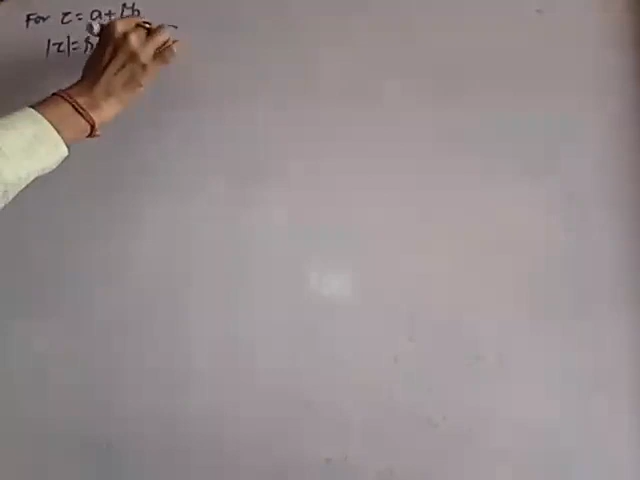 For z = a + ib
|z| =